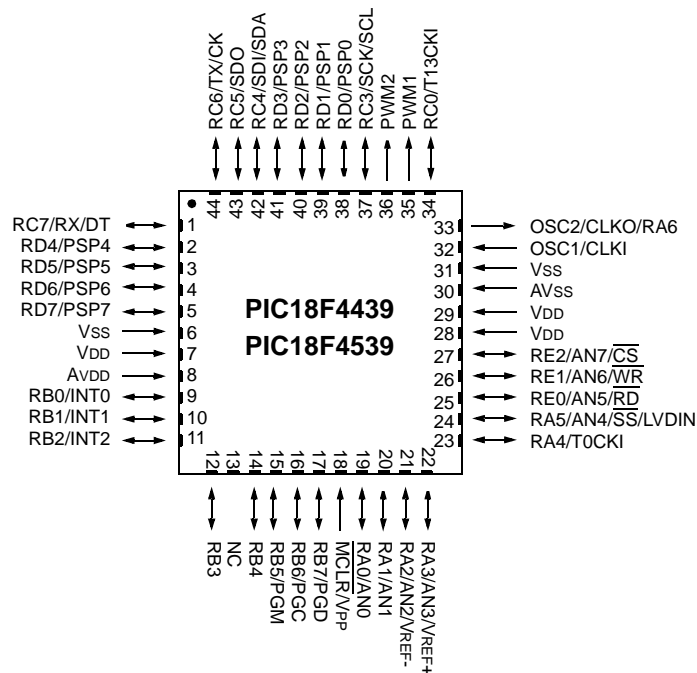 RC6/TX/CK
RC5/SDO
RC4/SDI/SDA
RD3/PSP3
RD2/PSP2
RD1/PSP1
RD0/PSP0
RC3/SCK/SCL
PWM2
PWM1
RC0/T13CKI
44
43
42
41
40
39
38
37
36
35
34
RC7/RX/DT 1
RD4/PSP4 2
RD5/PSP5 3
RD6/PSP6 4
RD7/PSP7 5
VSS 6
VDD 7
AVDD 8
RB0/INT0 9
RB1/INT1 10
RB2/INT2 11
PIC18F4439
PIC18F4539
33 OSC2/CLKO/RA6
32 OSC1/CLKI
31 VSS
30 AVSS
29 VDD
28 VDD
27 RE2/AN7/CS
26 RE1/AN6/WR
25 RE0/AN5/RD
24 RA5/AN4/SS/LVDIN
23 RA4/T0CKI
12
13
14
15
16
17
18
19
20
21
22
RB3
NC
RB4
RB5/PGM
RB6/PGC
RB7/PGD
MCLR/VPP
RA0/AN0
RA1/AN1
RA2/AN2/VREF-
RA3/AN3/VREF+